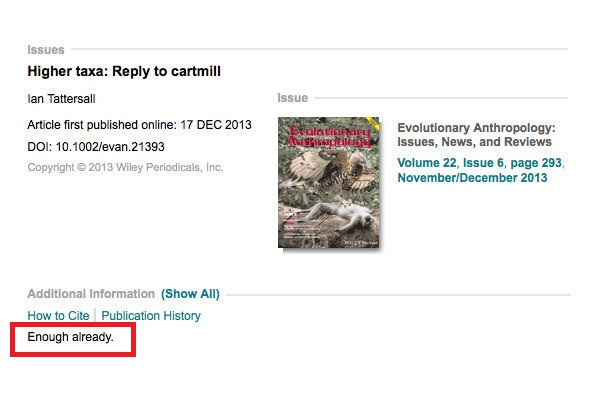 Issues
Higher taxa: Reply to cartmill
Ian Tattersall
Article first published online: 17 DEC 2013
DOI: 10.1002/evan.21393
Copyright © 2013 Wiley Periodicals, Inc.
Issue
Evolutionary
Anthropology
Evolutionary Anthropology:
Issues, News, and Reviews
Volume 22, Issue 6, page 293,
November/December 2013
Additional Information (Show All)
How to Cite | Publication History
Enough already.